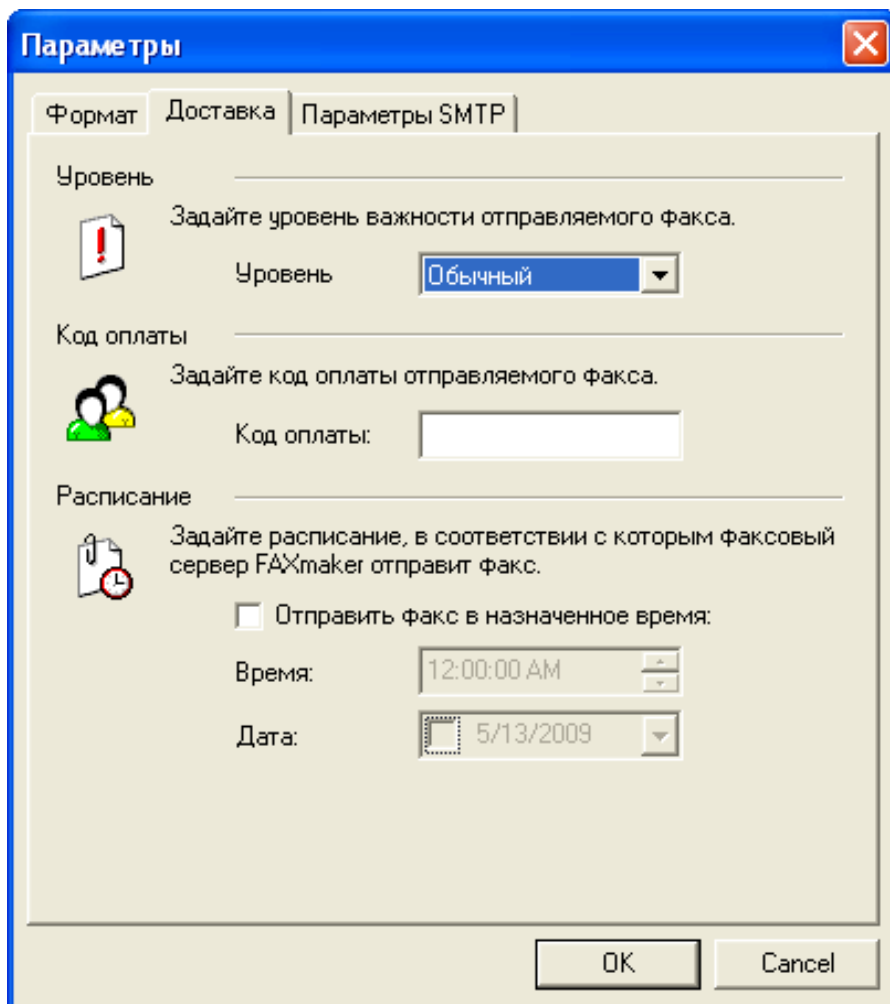 Параметры
Формат
Доставка
Параметры SMTP
Уровень
Задайте уровень важности отправляемого факса.
Уровень
Обычный
Код оплаты
Задайте код оплаты отправляемого факса.
Код оплаты:
Расписание
Задайте расписание, в соответствии с которым факсовый
сервер FAXmaker отправит факс.
Отправить факс в назначенное время:
Время:
12:00:00 AM
Дата:
5/13/2009
OK
Cancel